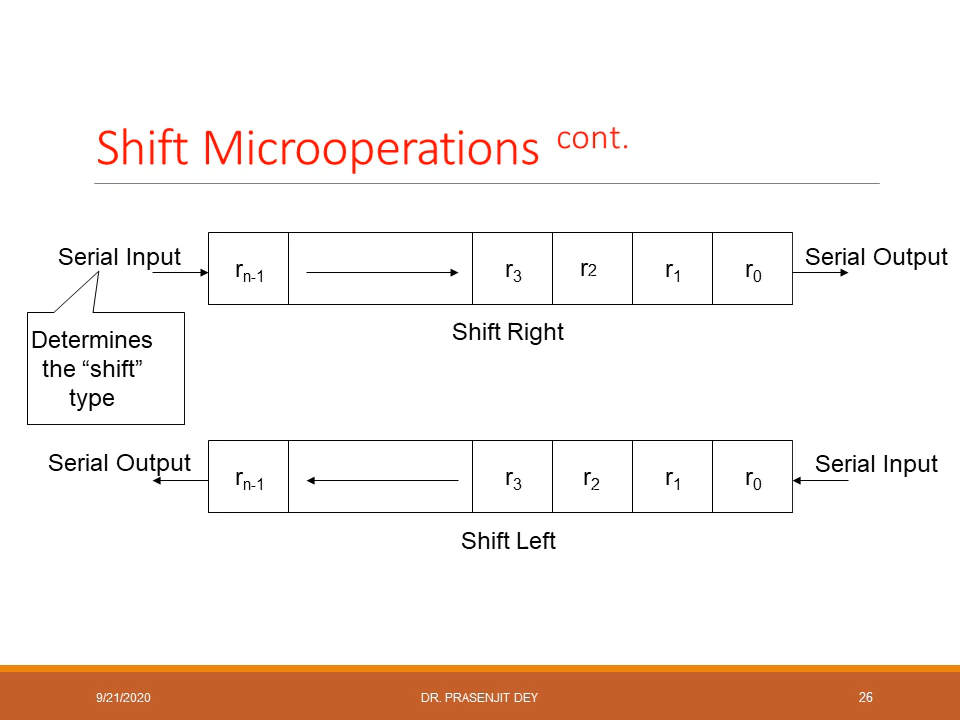 Shift Microoperations cont.
Serial Input
rn-1
r3
r2
r1
r0
Serial Output
Shift Right
Determines
the “shift”
type
Serial Output
rn-1
r3
r2
r1
r0
Serial Input
Shift Left
9/21/2020
DR. PRASENJIT DEY
26